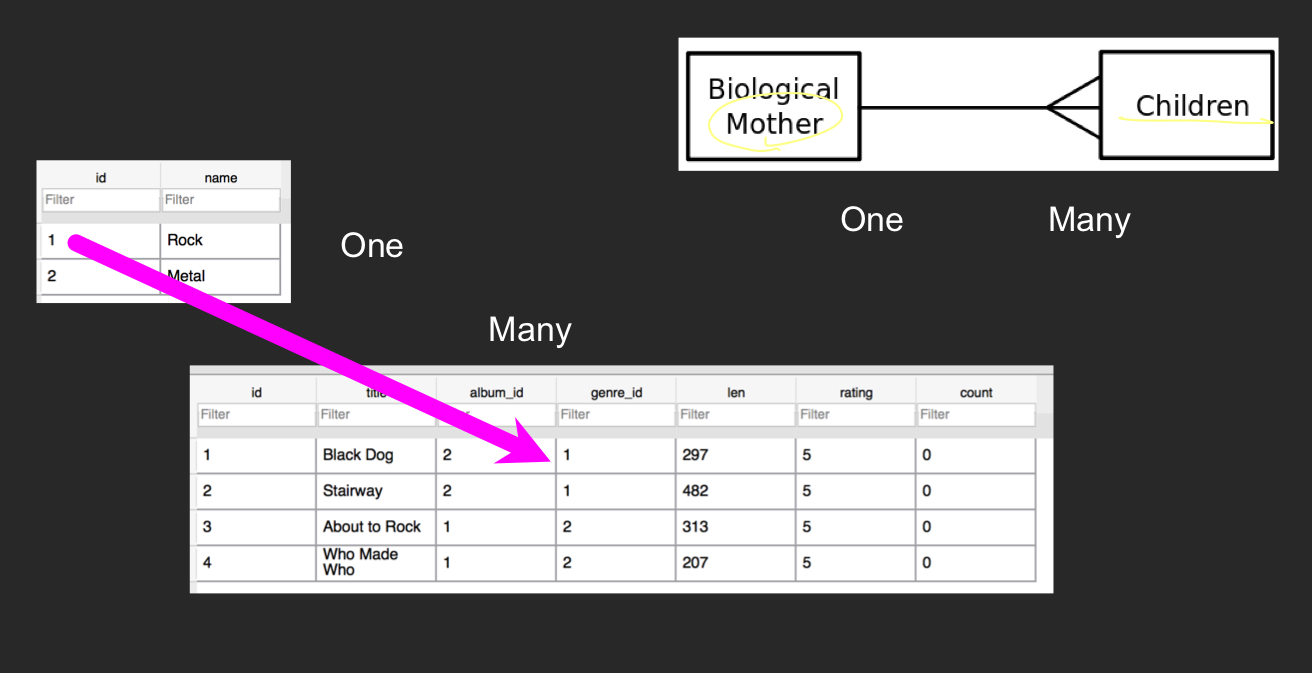 Biological
Mother
Children
One Many
id name
Filter Filter
1 Rock
2 Metal
One
Many
id title album_id genre_id len rating count
Filter Filter Filter Filter Filter Filter
1 Black Dog 2 1 297 5 0
2 Stairway 2 1 482 5 0
3 About to Rock 1 2 313 5 0
4 Who Made
Who 1 2 207 5 0